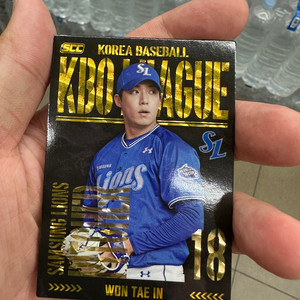 SCC KOREA BASEBALL
KBO LEAGUE
SL
Lions
SL
SAMSUNG LIONS
18
WON TAE IN